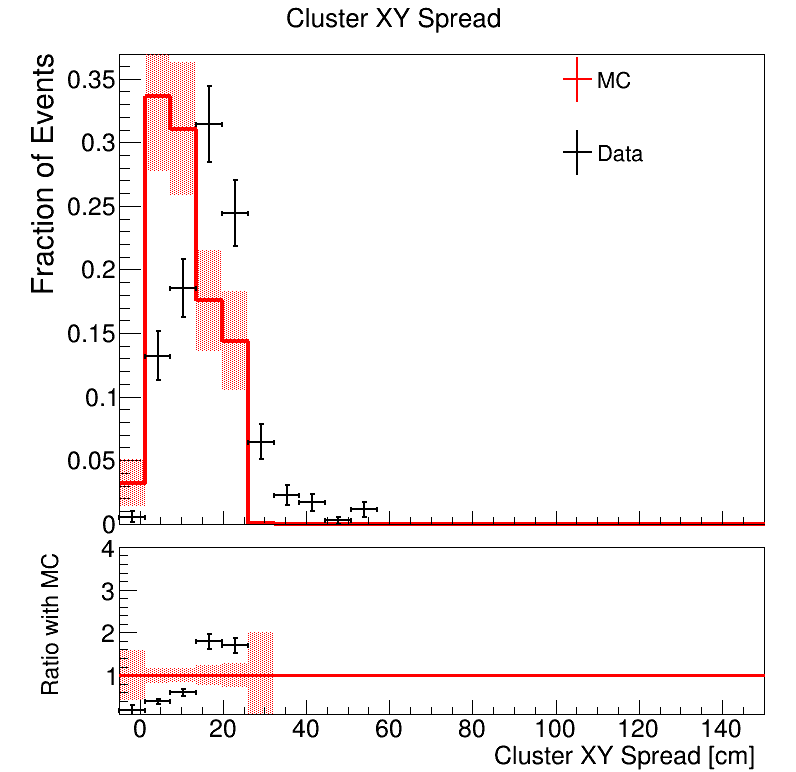 Cluster XY Spread
Fraction of Events
0.35
0.3
0.25
0.2
0.15
0.1
0.05
0
MC
Data
Ratio with MC
4
3
2
1
0 20 40 60 80 100 120 140
Cluster XY Spread [cm]